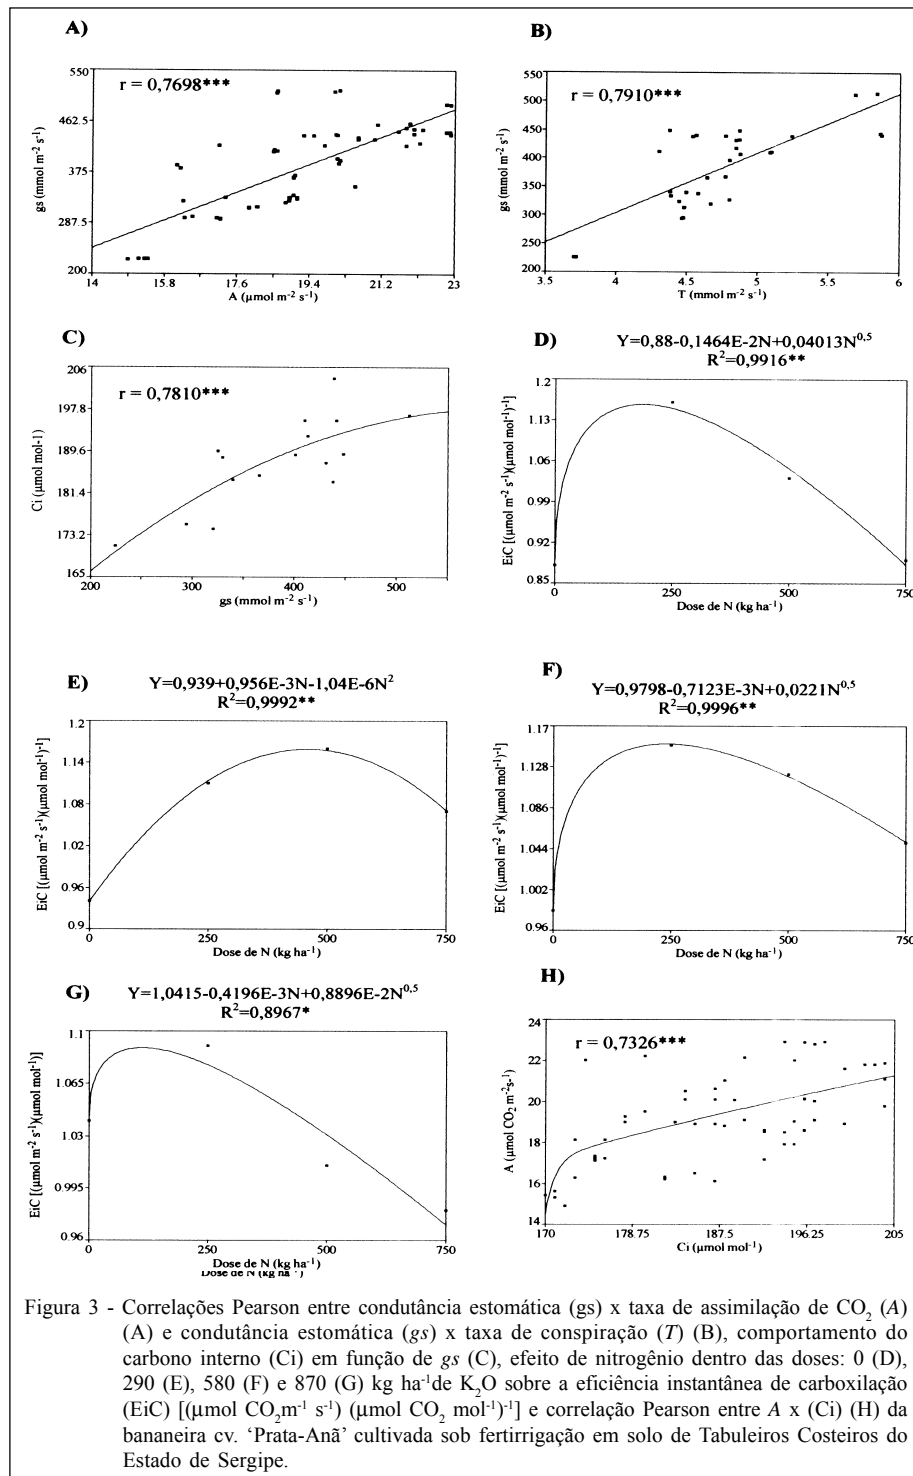 A)
r = 0,7698***
gs (mmol m⁻² s⁻¹)
550
462.5
375
287.5
200
14
15.8
17.6
19.4
21.2
23
A (µmol m⁻² s⁻¹)
B)
r = 0,7910***
gs (mmol m⁻² s⁻¹)
550
500
450
400
350
300
250
200
3.5
4
4.5
5
5.5
6
T (mmol m⁻² s⁻¹)
C)
r = 0,7810***
Ci (µmol mol-1)
206
197.8
189.6
181.4
173.2
165
200
300
400
500
gs (mmol m⁻² s⁻¹)
D)
Y=0,88-0,1464E-2N+0,04013N⁰,⁵
R²=0,9916**
EiC [(µmol m⁻² s⁻¹)(µmol mol⁻¹)⁻¹]
1.2
1.13
1.06
0.99
0.92
0.85
0
250
500
750
Dose de N (kg ha⁻¹)
E)
Y=0,939+0,956E-3N-1,04E-6N²
R²=0,9992**
EiC [(µmol m⁻² s⁻¹)(µmol mol⁻¹)⁻¹]
1.2
1.14
1.08
1.02
0.96
0.9
0
250
500
750
Dose de N (kg ha⁻¹)
F)
Y=0,9798-0,7123E-3N+0,0221N⁰,⁵
R²=0,9996**
EiC [(µmol m⁻² s⁻¹)(µmol mol⁻¹)⁻¹]
1.17
1.128
1.086
1.044
1.002
0.96
0
250
500
750
Dose de N (kg ha⁻¹)
G)
Y=1,0415-0,4196E-3N+0,8896E-2N⁰,⁵
R²=0,8967*
EiC [(µmol m⁻² s⁻¹)(µmol mol⁻¹)]
1.1
1.065
1.03
0.995
0.96
0
250
500
750
Dose de N (kg ha⁻¹)
Dose de N (kg ha⁻¹)
H)
r = 0,7326***
A (µmol CO₂ m⁻²s-¹)
24
22
20
18
16
14
170
178.75
187.5
196.25
205
Ci (µmol mol⁻¹)
Figura 3 - Correlações Pearson entre condutância estomática (gs) x taxa de assimilação de CO₂ (A)
(A) e condutância estomática (gs) x taxa de conspiração (T) (B), comportamento do
carbono interno (Ci) em função de gs (C), efeito de nitrogênio dentro das doses: 0 (D),
290 (E), 580 (F) e 870 (G) kg ha⁻¹de K₂O sobre a eficiência instantânea de carboxilação
(EiC) [(µmol CO₂m⁻¹ s⁻¹) (µmol CO₂ mol⁻¹)⁻¹] e correlação Pearson entre A x (Ci) (H) da
bananeira cv. ‘Prata-Anã’ cultivada sob fertirrigação em solo de Tabuleiros Costeiros do
Estado de Sergipe.